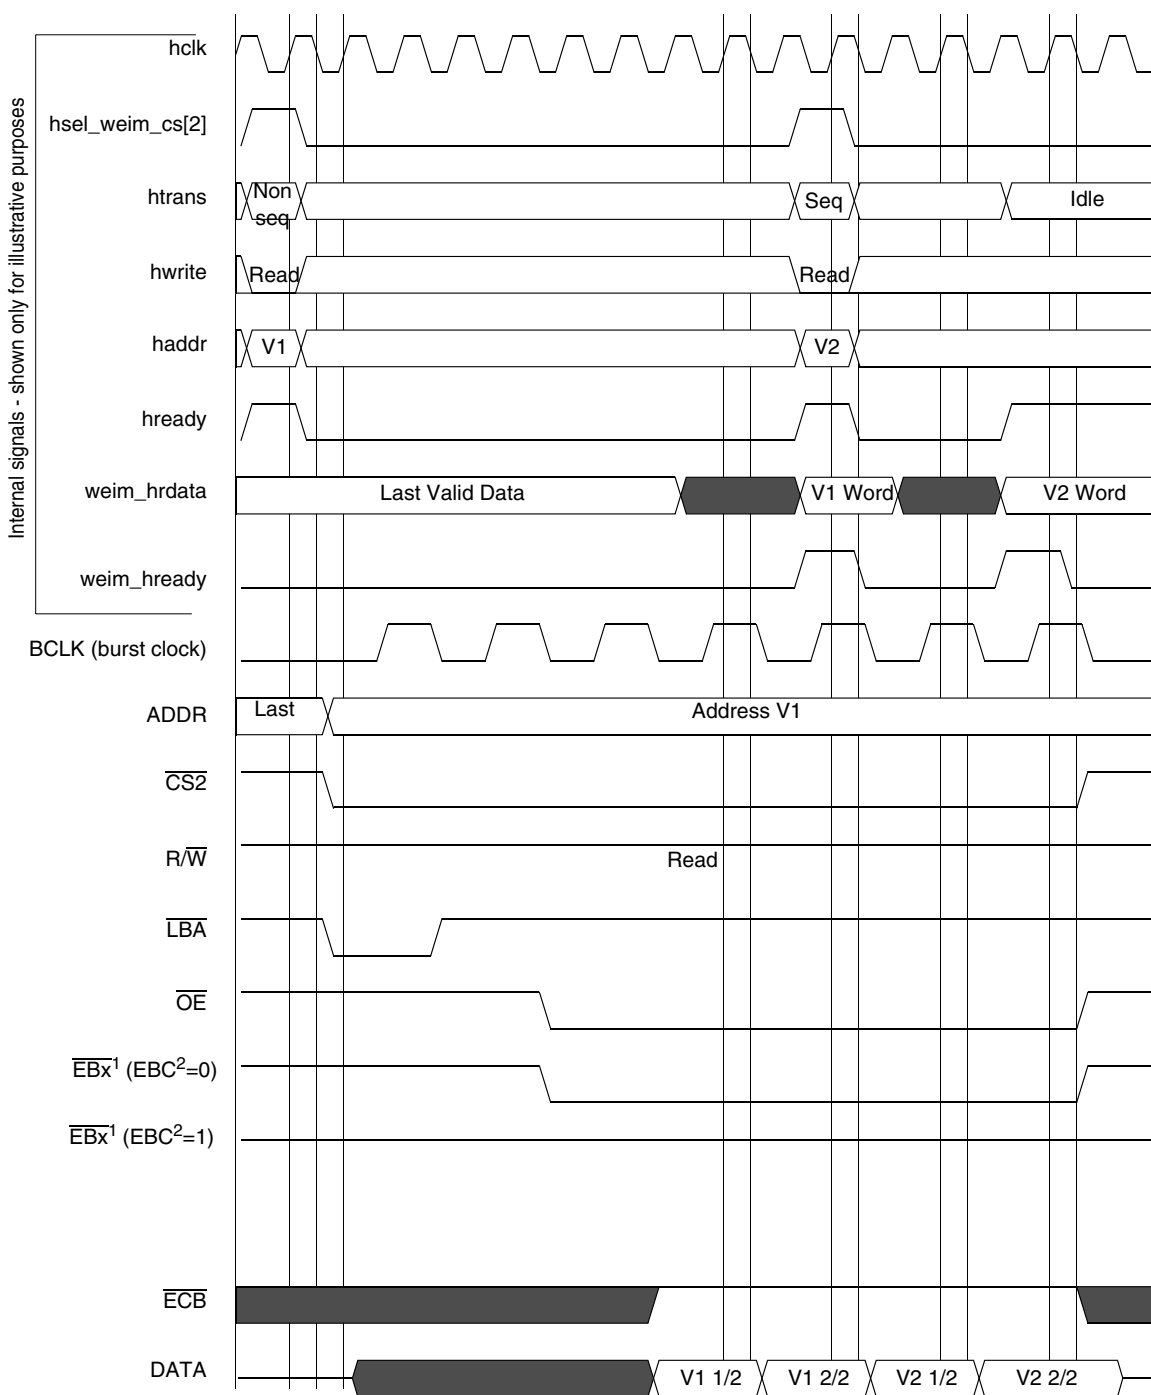 Internal signals - shown only for illustrative purposes
hclk
hsel_weim_cs[2]
htrans
Non
seq
Seq
Idle
hwrite
Read
Read
haddr
V1
V2
hready
weim_hrdata
Last Valid Data
V1 Word
V2 Word
weim_hready
BCLK (burst clock)
ADDR
Last
Address V1
CS2
R/W
Read
LBA
OE
EBx1 (EBC2=0)
EBx1 (EBC2=1)
ECB
DATA
V1 1/2
V1 2/2
V2 1/2
V2 2/2